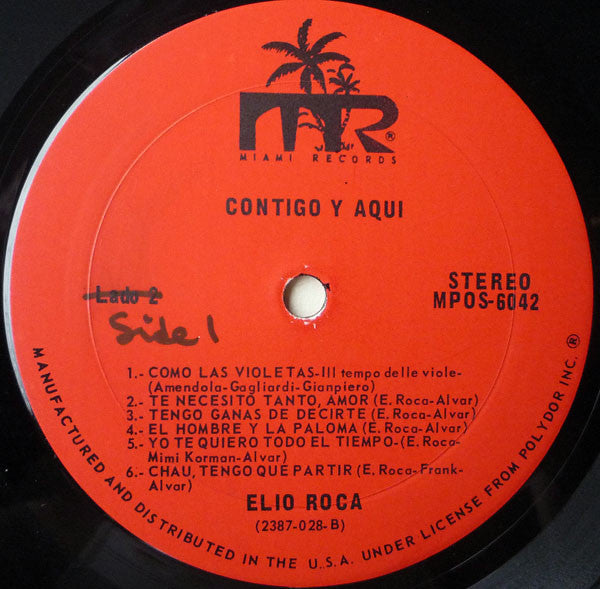 MR®
MIAMI RECORDS
CONTIGO Y AQUI
Lado 2
Side 1
STEREO
MPOS-6042
1.- COMO LAS VIOLETAS-III tempo delle viole-
(Amendola-Gagliardi-Gianpiero)
2.- TE NECESITO TANTO, AMOR (E. Roca-Alvar)
3.- TENGO GANAS DE DECIRTE (E. Roca-Alvar)
4.- EL HOMBRE Y LA PALOMA (E. Roca-Alvar)
5.- YO TE QUIERO TODO EL TIEMPO-(E. Roca-
Mimi Korman-Alvar)
6.- CHAU, TENGO QUE PARTIR (E. Roca-Frank-
Alvar)
ELIO ROCA
(2387-028-B)
MANUFACTURED AND DISTRIBUTED IN THE U.S.A. UNDER LICENSE FROM POLYDOR INC.®